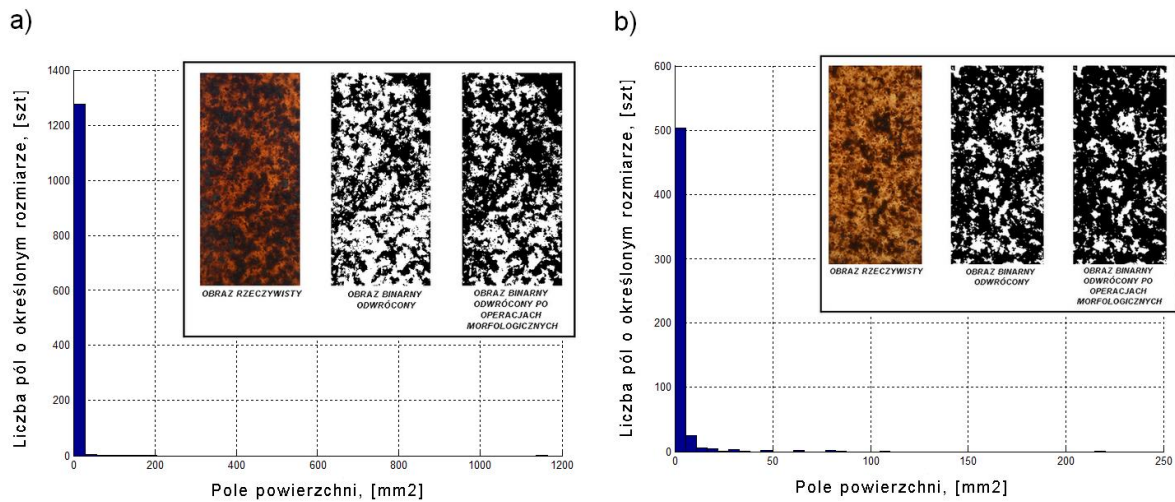 a)
Liczba pól o określonym rozmiarze, [szt]
1400
1200
1000
800
600
400
200
0
OBRAZ RZECZYWISTY
OBRAZ BINARNY
ODWRÓCONY
OBRAZ BINARNY
ODWRÓCONY PO
OPERACJACH
MORFOLOGICZNYCH
0
200
400
600
800
1000
1200
Pole powierzchni, [mm2]
b)
Liczba pól o określonym rozmiarze, [szt]
600
500
400
300
200
100
0
OBRAZ RZECZYWISTY
OBRAZ BINARNY
ODWRÓCONY
OBRAZ BINARNY
ODWRÓCONY PO
OPERACJACH
MORFOLOGICZNYCH
0
50
100
150
200
250
Pole powierzchni, [mm2]